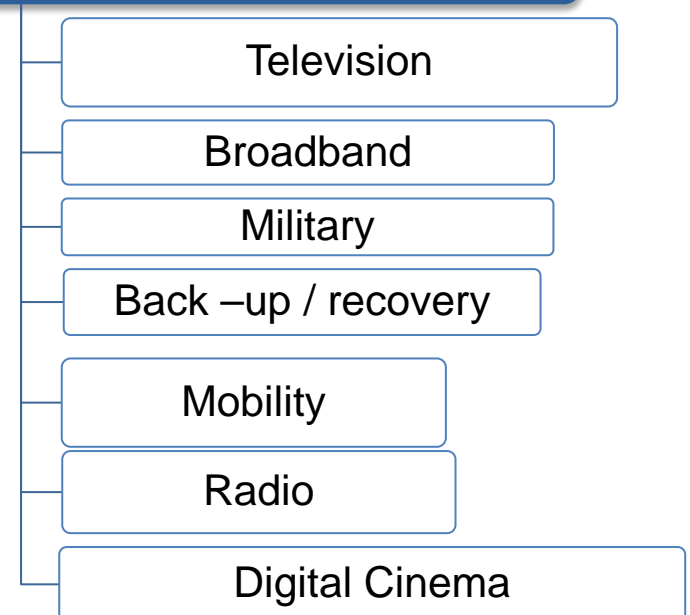 Television
Broadband
Military
Back –up / recovery
Mobility
Radio
Digital Cinema